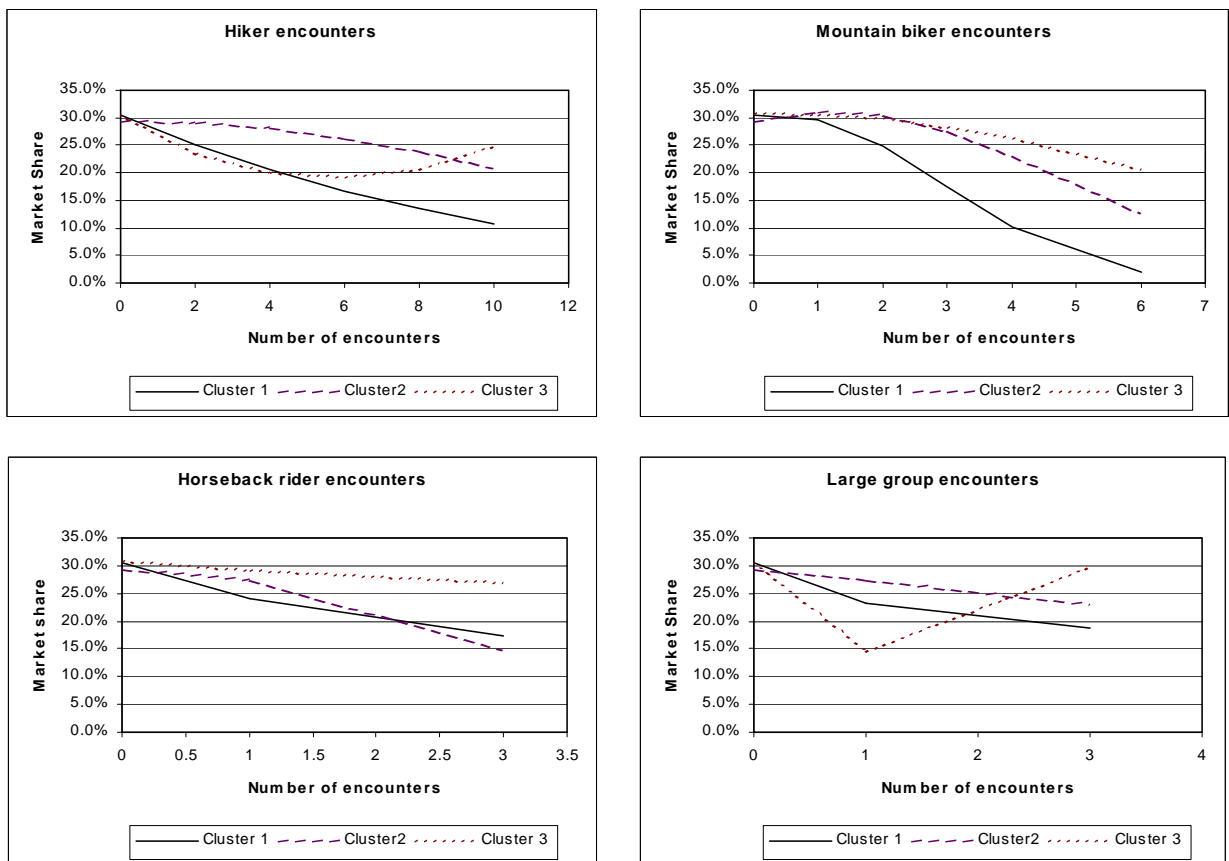 Hiker encounters
35.0%
30.0%
25.0%
20.0%
15.0%
10.0%
5.0%
0.0%
Market Share
0 2 4 6 8 10 12
Number of encounters
Cluster 1 Cluster2 Cluster 3
Mountain biker encounters
35.0%
30.0%
25.0%
20.0%
15.0%
10.0%
5.0%
0.0%
Market Share
0 1 2 3 4 5 6 7
Number of encounters
Cluster 1 Cluster2 Cluster 3
Horseback rider encounters
35.0%
30.0%
25.0%
20.0%
15.0%
10.0%
5.0%
0.0%
Market share
0 0.5 1 1.5 2 2.5 3 3.5
Number of encounters
Cluster 1 Cluster2 Cluster 3
Large group encounters
35.0%
30.0%
25.0%
20.0%
15.0%
10.0%
5.0%
0.0%
Market Share
0 1 2 3 4
Number of encounters
Cluster 1 Cluster2 Cluster 3